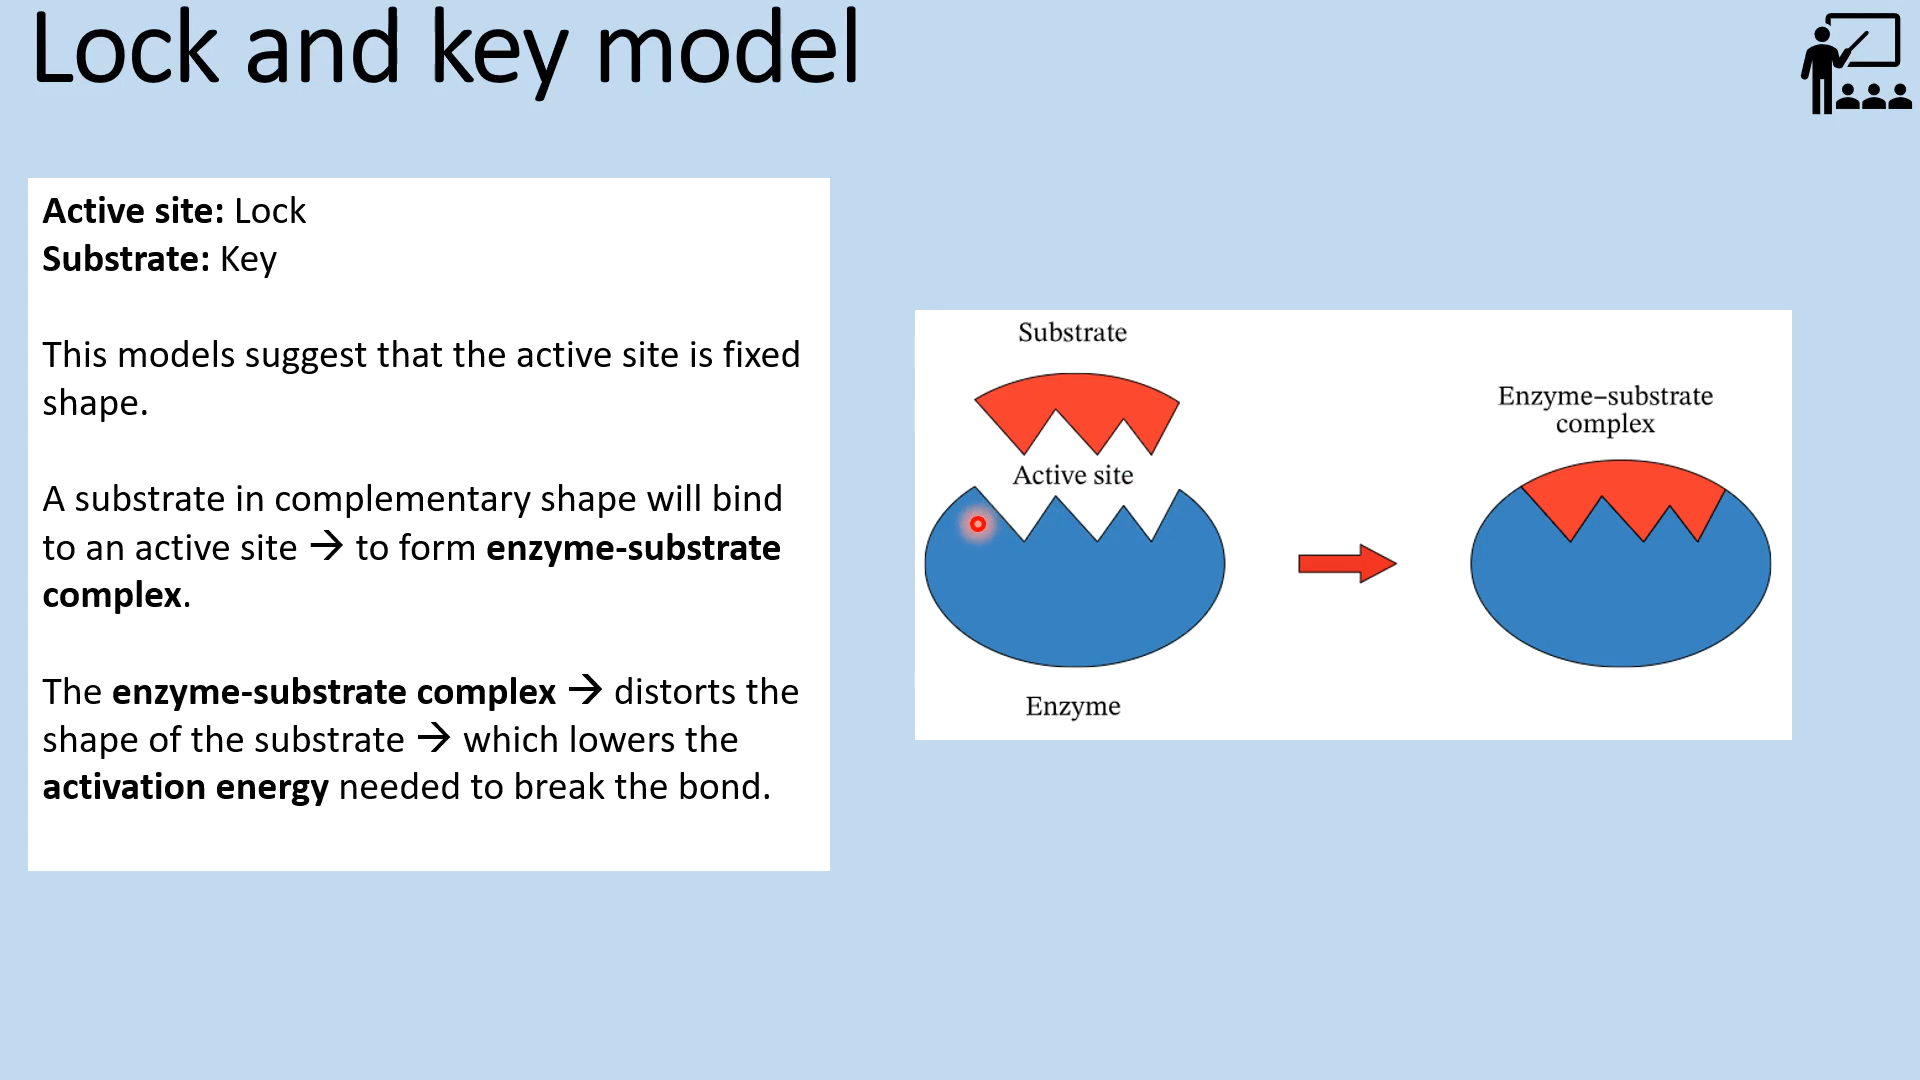 Lock and key model
Active site: Lock
Substrate: Key
This models suggest that the active site is fixed
shape.
A substrate in complementary shape will bind
to an active site → to form enzyme-substrate
complex.
The enzyme-substrate complex → distorts the
shape of the substrate → which lowers the
activation energy needed to break the bond.
Substrate
Active site
Enzyme
Enzyme–substrate
complex